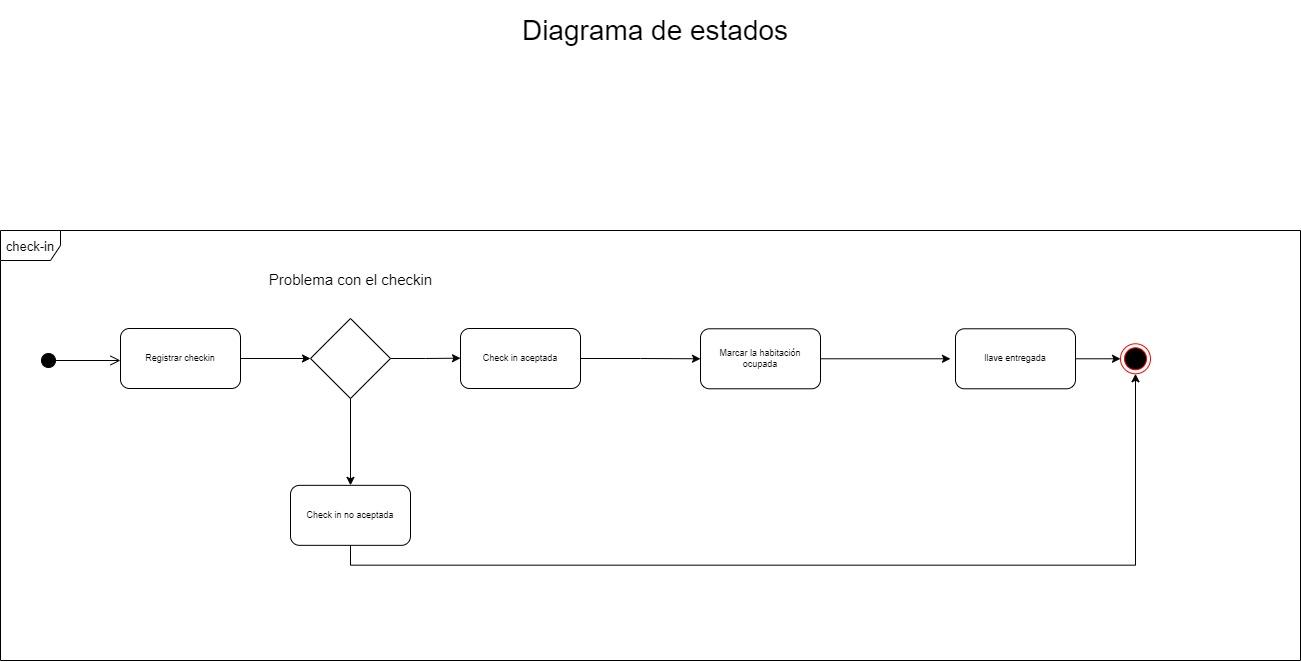 Diagrama de estados
check-in
Problema con el checkin
Registrar checkin
Check in aceptada
Marcar la habitación
ocupada
llave entregada
Check in no aceptada